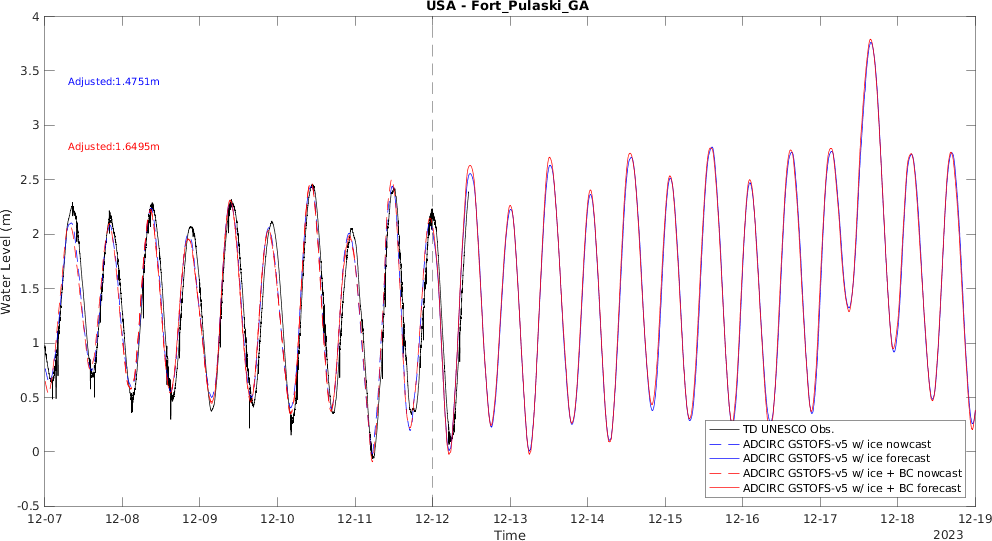 USA - Fort_Pulaski_GA
4
3.5
3
2.5
2
1.5
1
0.5
0
-0.5
Water Level (m)
Adjusted:1.4751m
Adjusted:1.6495m
TD UNESCO Obs.
ADCIRC GSTOFS-v5 w/ ice nowcast
ADCIRC GSTOFS-v5 w/ ice forecast
ADCIRC GSTOFS-v5 w/ ice + BC nowcast
ADCIRC GSTOFS-v5 w/ ice + BC forecast
12-07 12-08 12-09 12-10 12-11 12-12 12-13 12-14 12-15 12-16 12-17 12-18 12-19
Time
2023